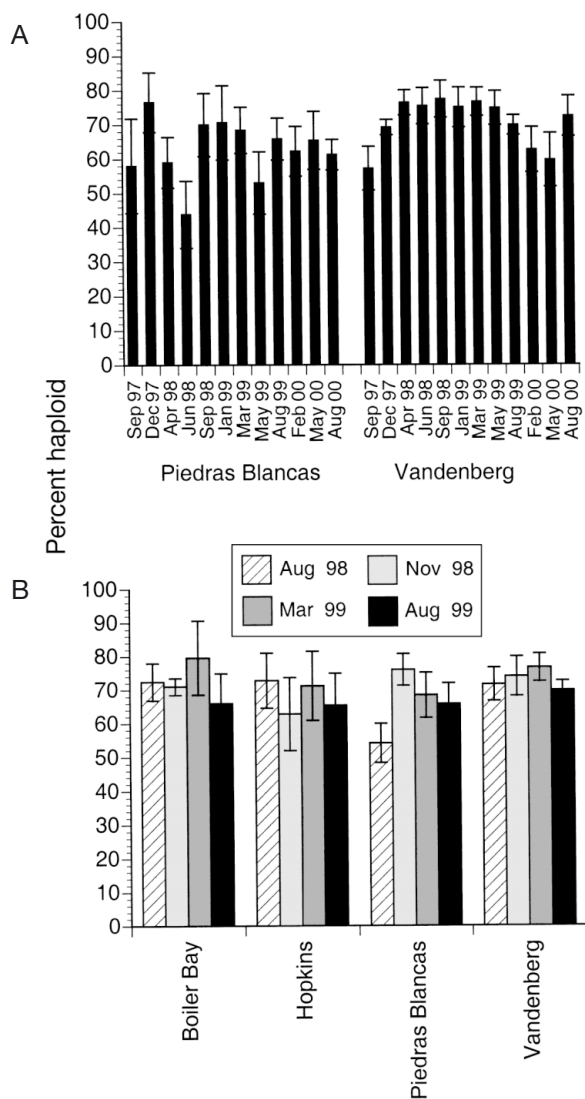 A
100
90
80
70
60
50
40
30
20
10
0
Sep 97
Dec 97
Apr 98
Jun 98
Sep 98
Jan 99
Mar 99
May 99
Aug 99
Feb 00
May 00
Aug 00
Sep 97
Dec 97
Apr 98
Jun 98
Sep 98
Jan 99
Mar 99
May 99
Aug 99
Feb 00
May 00
Aug 00
Piedras Blancas
Vandenberg
Percent haploid
B
Aug 98
Nov 98
Mar 99
Aug 99
100
90
80
70
60
50
40
30
20
10
0
Boiler Bay
Hopkins
Piedras Blancas
Vandenberg